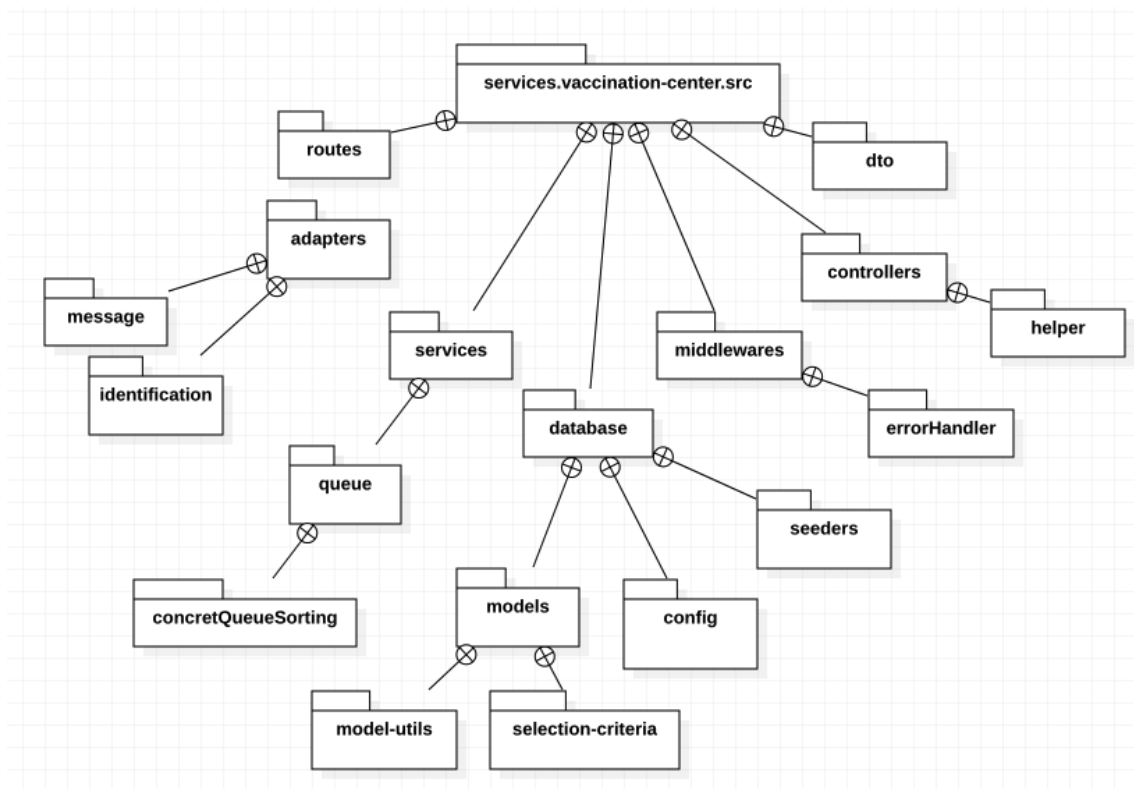 services.vaccination-center.src
routes
dto
adapters
controllers
message
helper
services
middlewares
identification
database
errorHandler
queue
seeders
models
config
concretQueueSorting
model-utils
selection-criteria